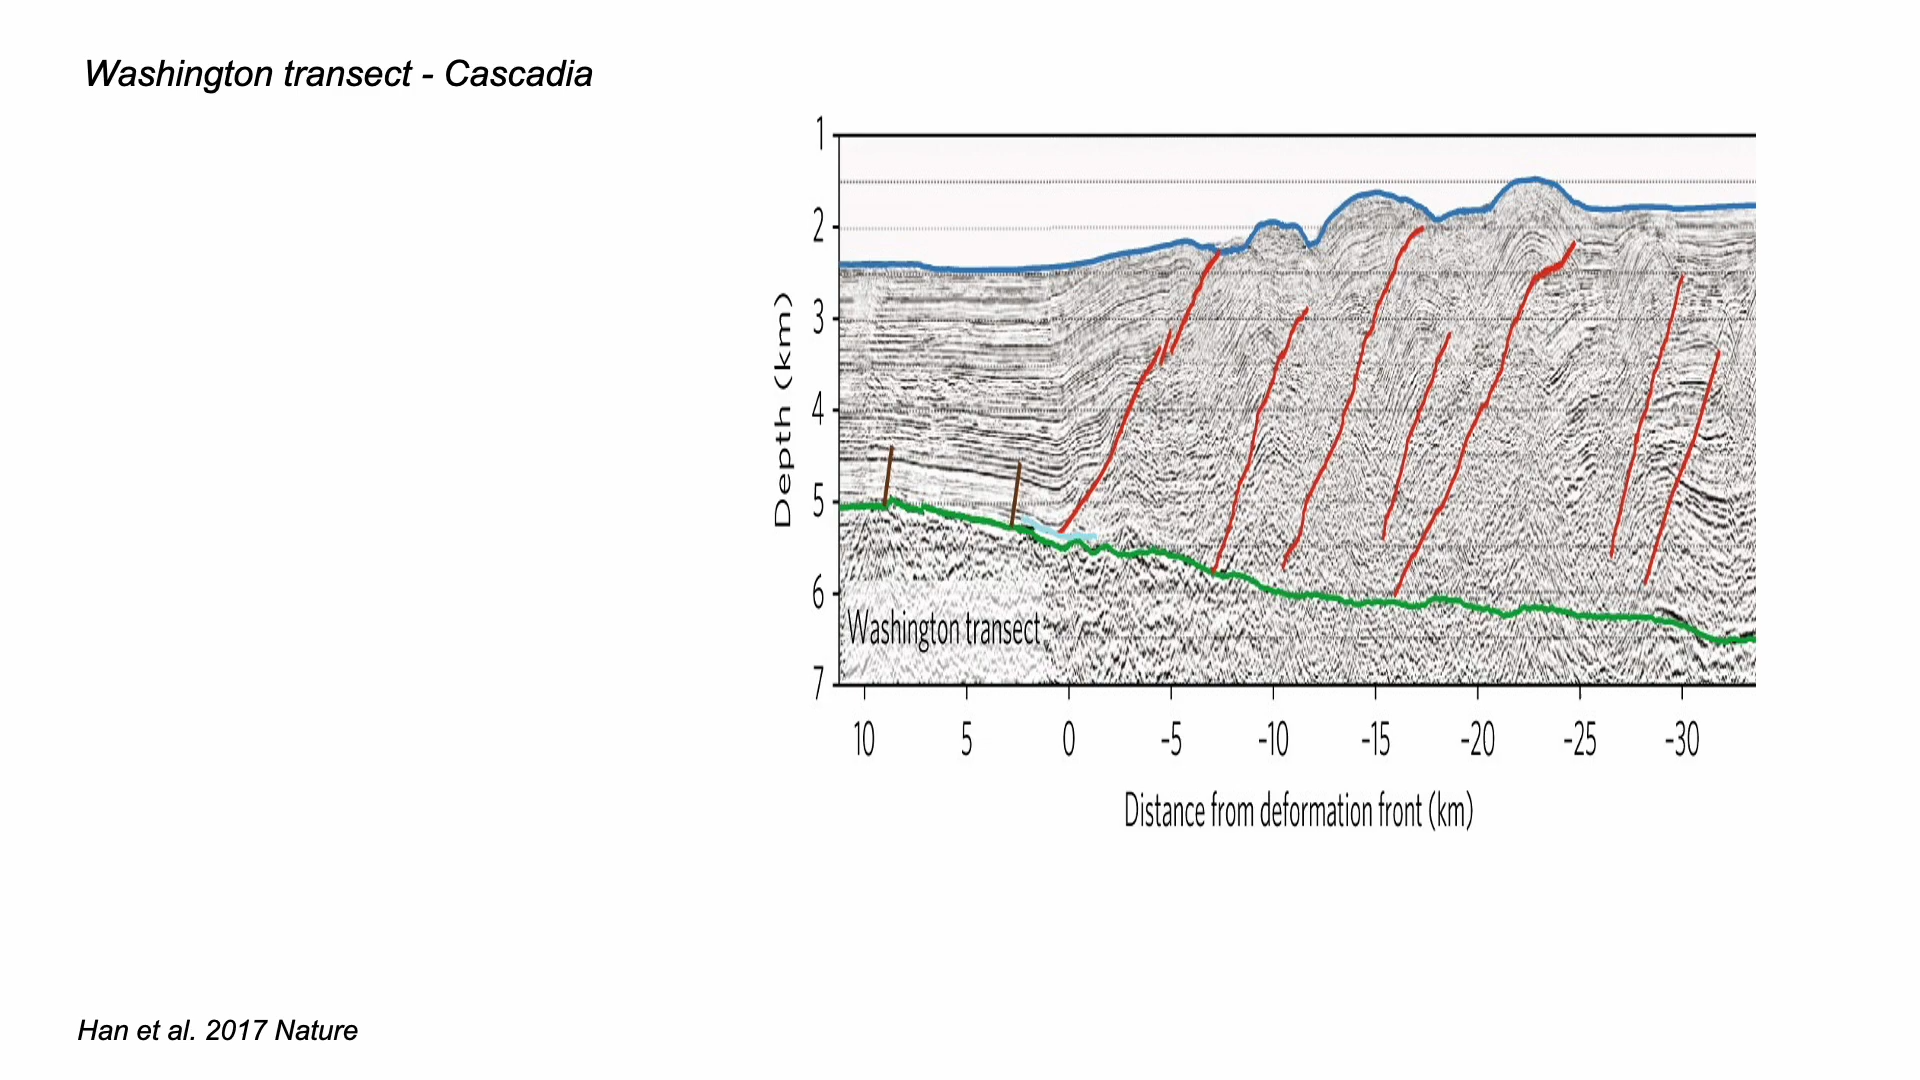 Washington transect - Cascadia
1
2
3
4
5
6
7
Depth (km)
Washington transect
10 5 0 -5 -10 -15 -20 -25 -30
Distance from deformation front (km)
Han et al. 2017 Nature